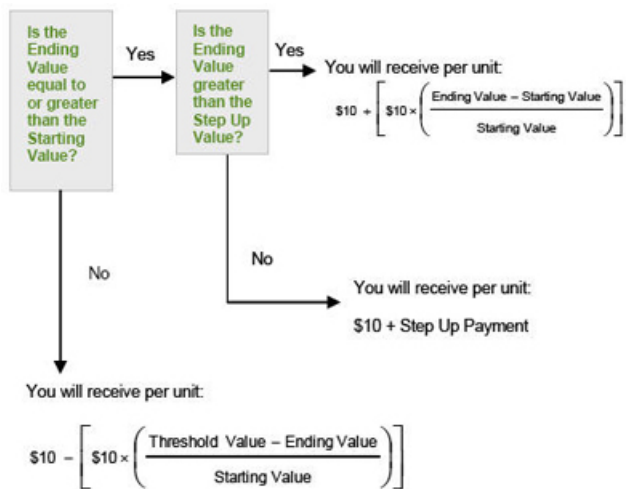 Is the
Ending
Value
equal to
or greater
than the
Starting
Value?
Yes
Is the
Ending
Value
greater
than the
Step Up
Value?
Yes
You will receive per unit:
$10 + [ $10 × ( Ending Value – Starting Value
Starting Value ) ]
No
No
You will receive per unit:
$10 + Step Up Payment
You will receive per unit:
$10 – [ $10 × ( Threshold Value – Ending Value
Starting Value ) ]